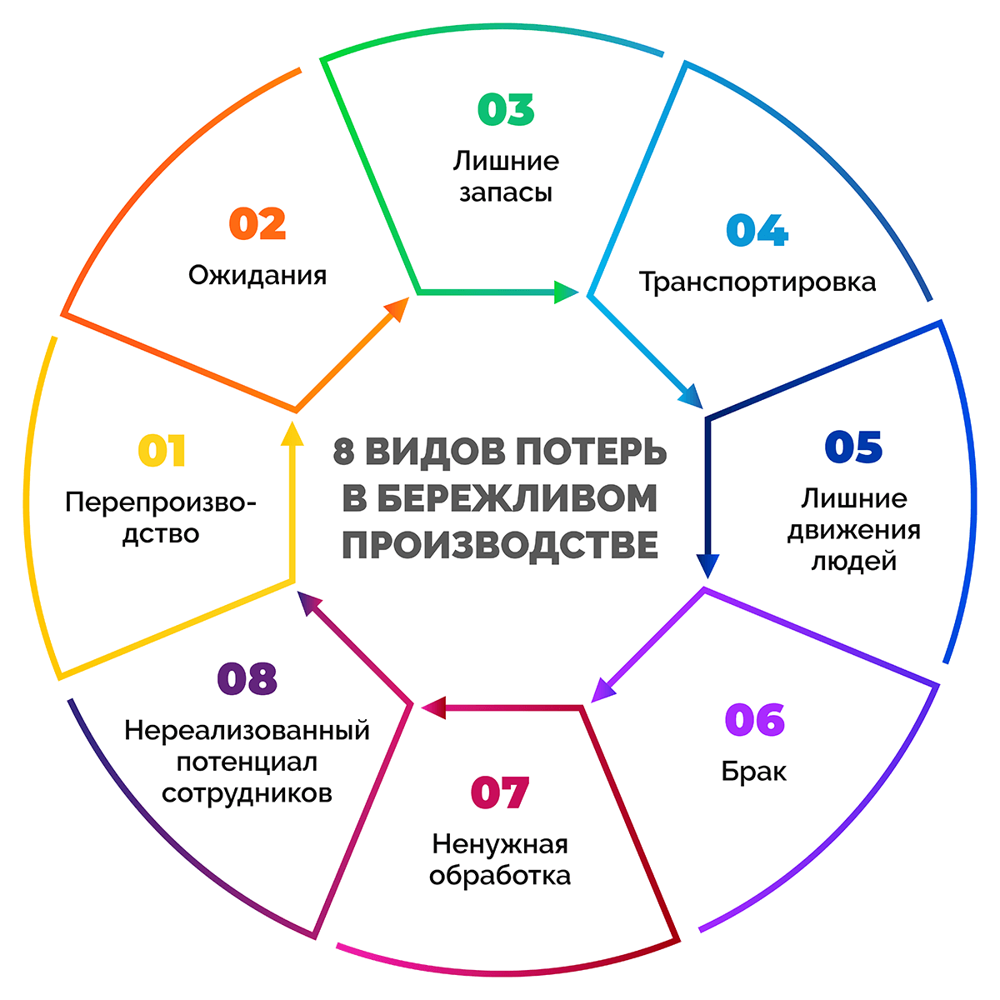 8 ВИДОВ ПОТЕРЬ
В БЕРЕЖЛИВОМ
ПРОИЗВОДСТВЕ
01
Перепроизво-
дство
02
Ожидания
03
Лишние
запасы
04
Транспортировка
05
Лишние
движения
людей
06
Брак
07
Ненужная
обработка
08
Нереализованный
потенциал
сотрудников